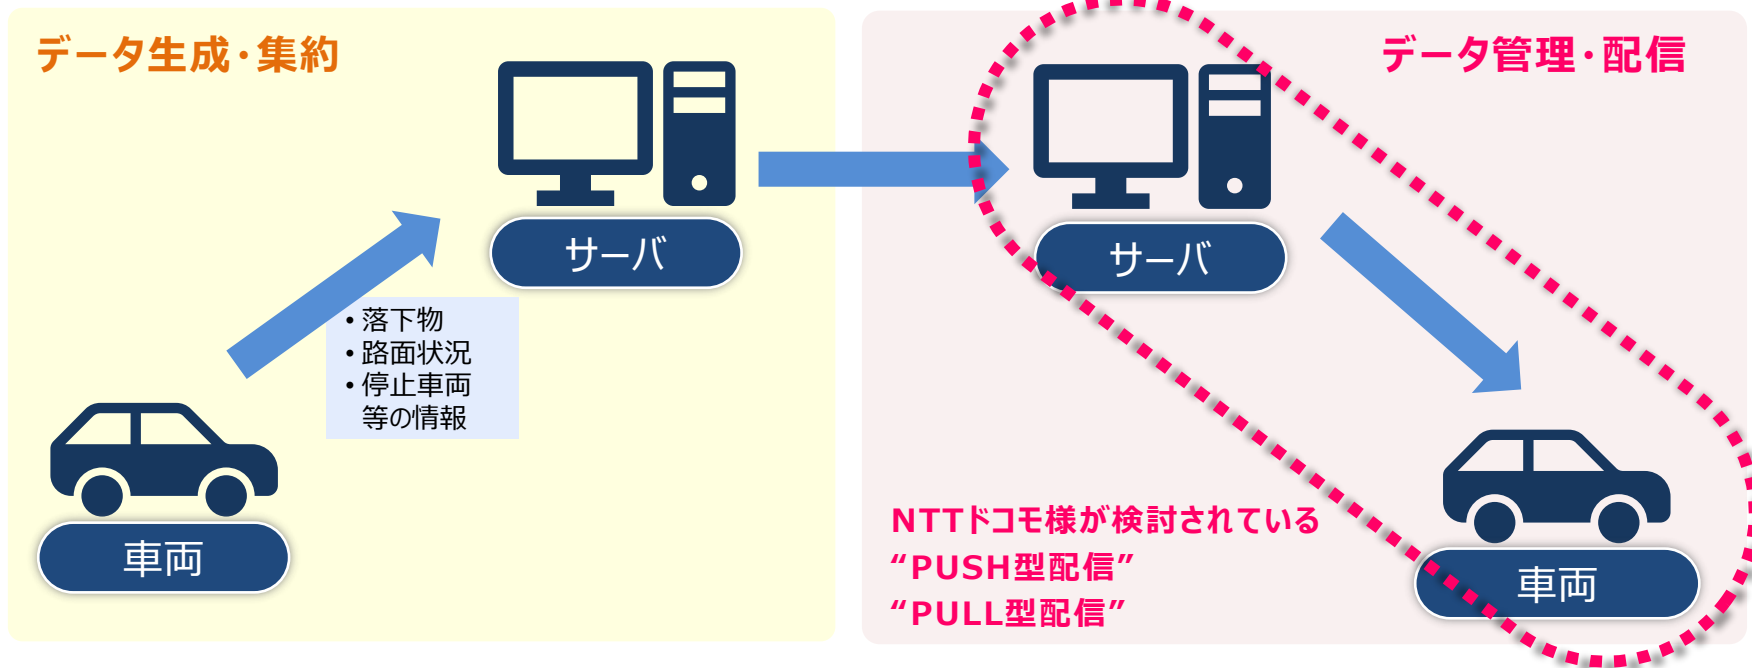 データ生成・集約
サーバ
• 落下物
• 路面状況
• 停止車両
等の情報
車両
データ管理・配信
サーバ
NTTドコモ様が検討されている
“PUSH型配信”
“PULL型配信”
車両